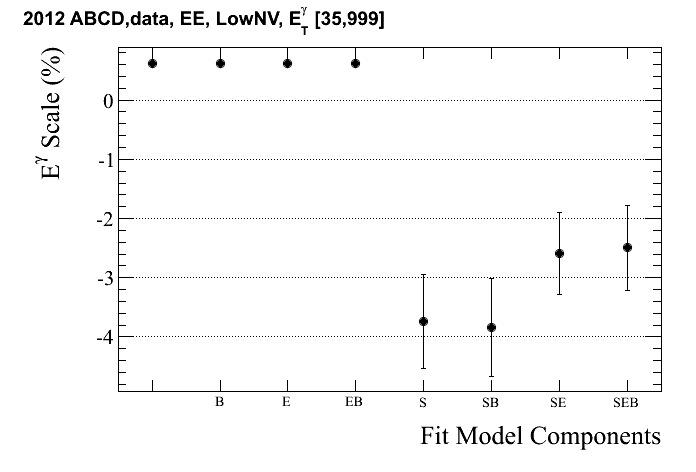 2012 ABCD,data, EE, LowNV, E_T^γ [35,999]
E^γ Scale (%)
0
-1
-2
-3
-4
B E EB S SB SE SEB
Fit Model Components